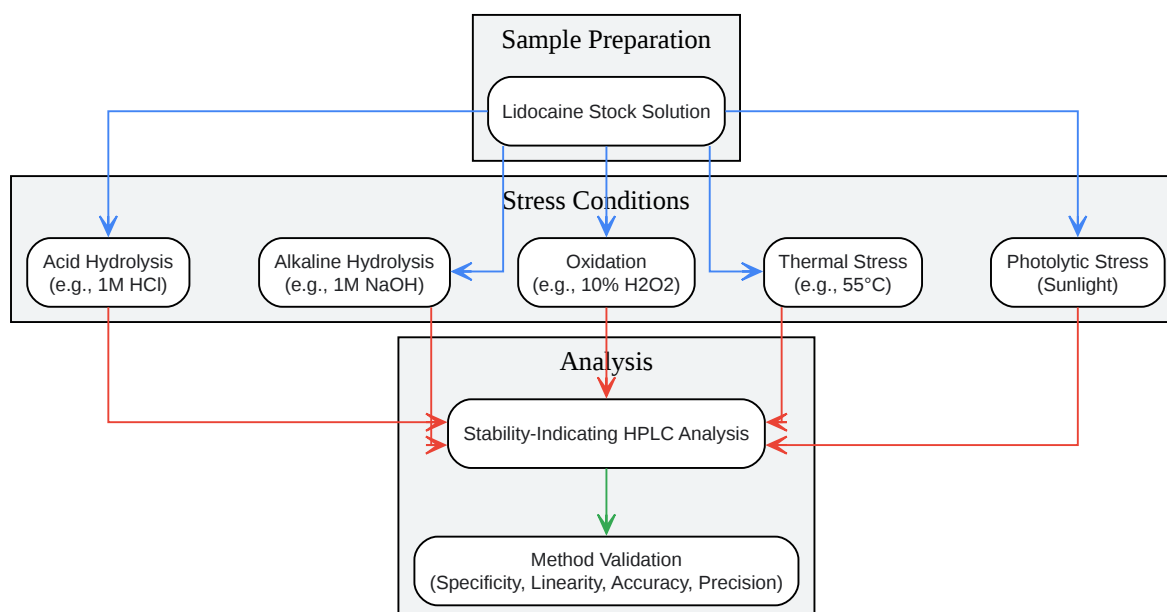 Sample Preparation
Lidocaine Stock Solution
Stress Conditions
Acid Hydrolysis
(e.g., 1M HCl)
Alkaline Hydrolysis
(e.g., 1M NaOH)
Oxidation
(e.g., 10% H2O2)
Thermal Stress
(e.g., 55°C)
Photolytic Stress
(Sunlight)
Analysis
Stability-Indicating HPLC Analysis
Method Validation
(Specificity, Linearity, Accuracy, Precision)